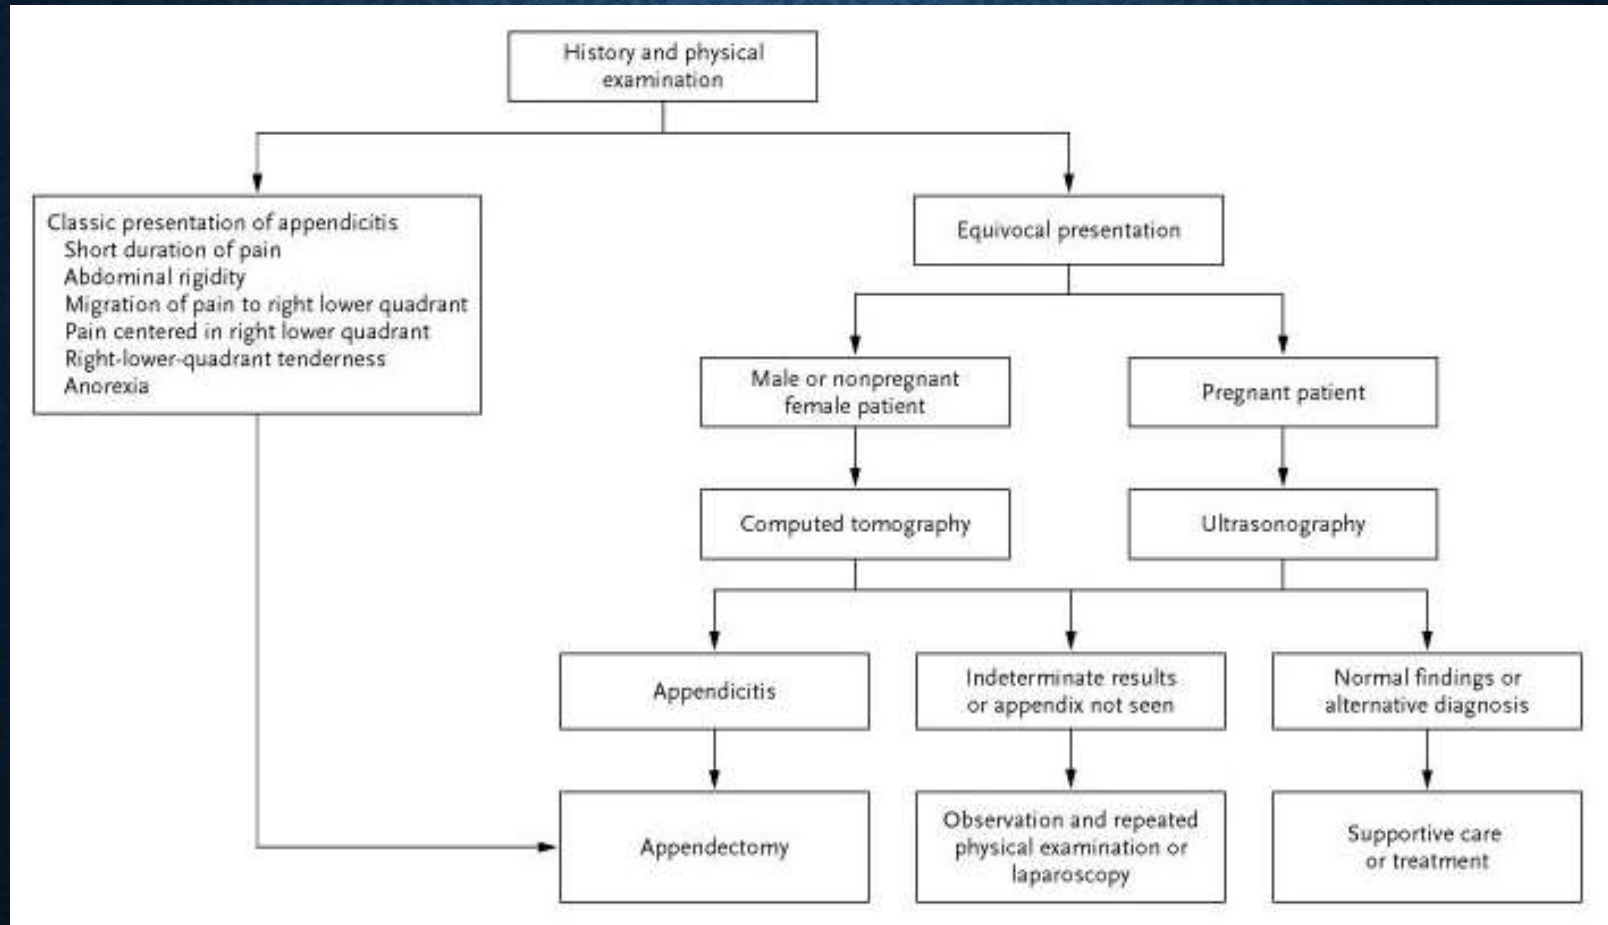 History and physical
examination
Classic presentation of appendicitis
Short duration of pain
Abdominal rigidity
Migration of pain to right lower quadrant
Pain centered in right lower quadrant
Right-lower-quadrant tenderness
Anorexia
Equivocal presentation
Male or nonpregnant
female patient
Pregnant patient
Computed tomography
Ultrasonography
Appendicitis
Indeterminate results
or appendix not seen
Normal findings or
alternative diagnosis
Appendectomy
Observation and repeated
physical examination or
laparoscopy
Supportive care
or treatment